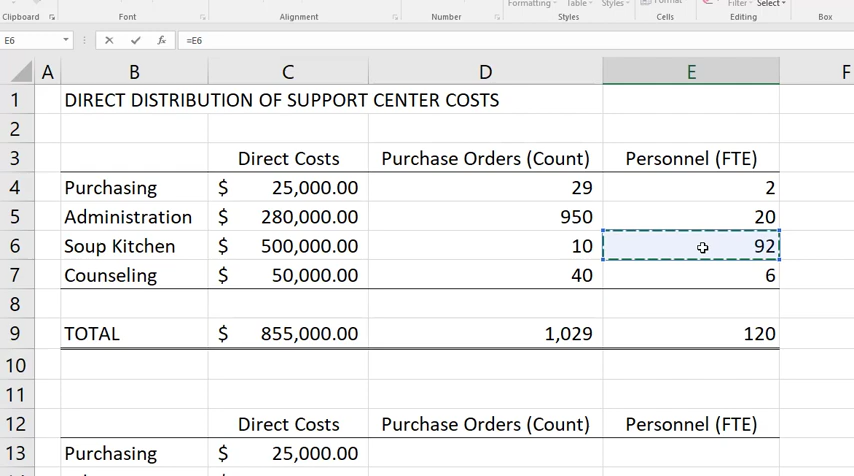 Formatting Table Styles Format Filter Select
Clipboard Font Alignment Number Styles Cells Editing Box
E6 fx =E6
A B C D E F
1 DIRECT DISTRIBUTION OF SUPPORT CENTER COSTS
2
3 Direct Costs Purchase Orders (Count) Personnel (FTE)
4 Purchasing $ 25,000.00 29 2
5 Administration $ 280,000.00 950 20
6 Soup Kitchen $ 500,000.00 10 92
7 Counseling $ 50,000.00 40 6
8
9 TOTAL $ 855,000.00 1,029 120
10
11
12 Direct Costs Purchase Orders (Count) Personnel (FTE)
13 Purchasing $ 25,000.00